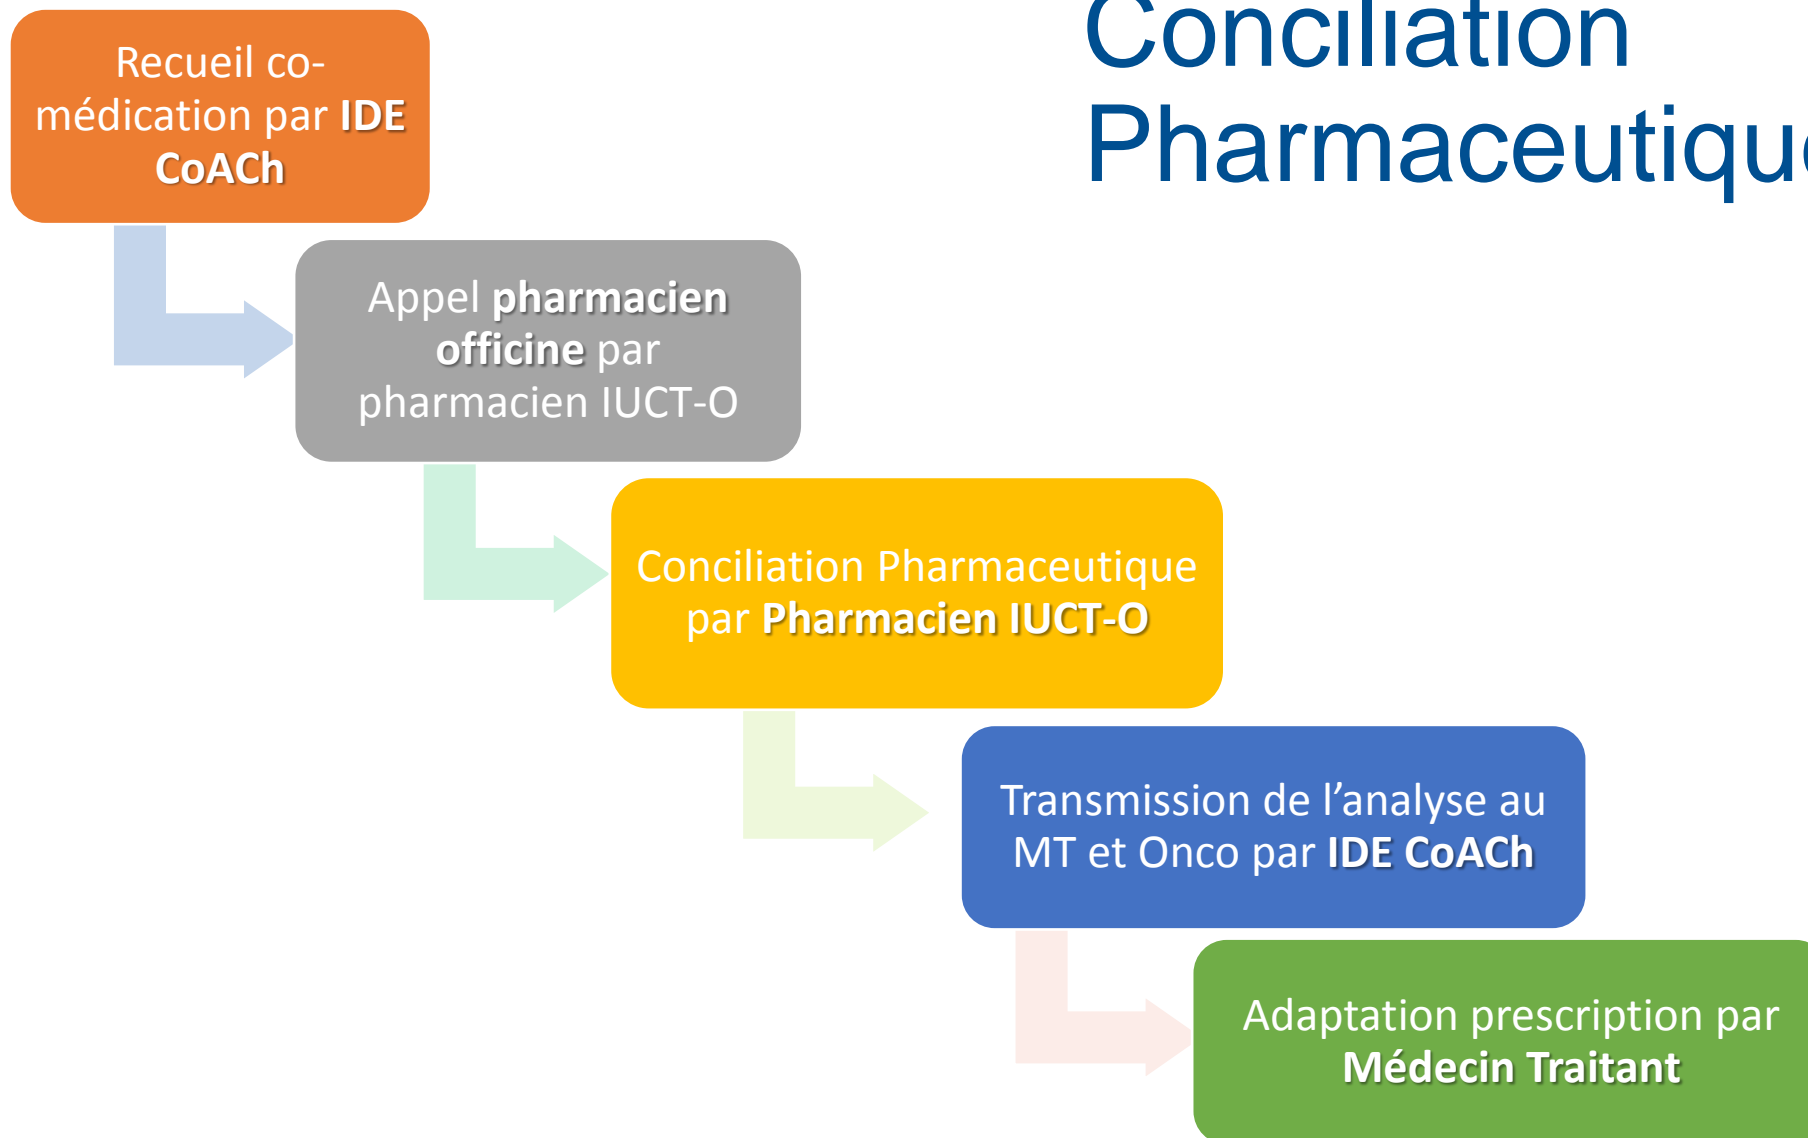 Conciliation
Pharmaceutique
Recueil co-
médication par IDE
CoACh
Appel pharmacien
officine par
pharmacien IUCT-O
Conciliation Pharmaceutique
par Pharmacien IUCT-O
Transmission de l’analyse au
MT et Onco par IDE CoACh
Adaptation prescription par
Médecin Traitant